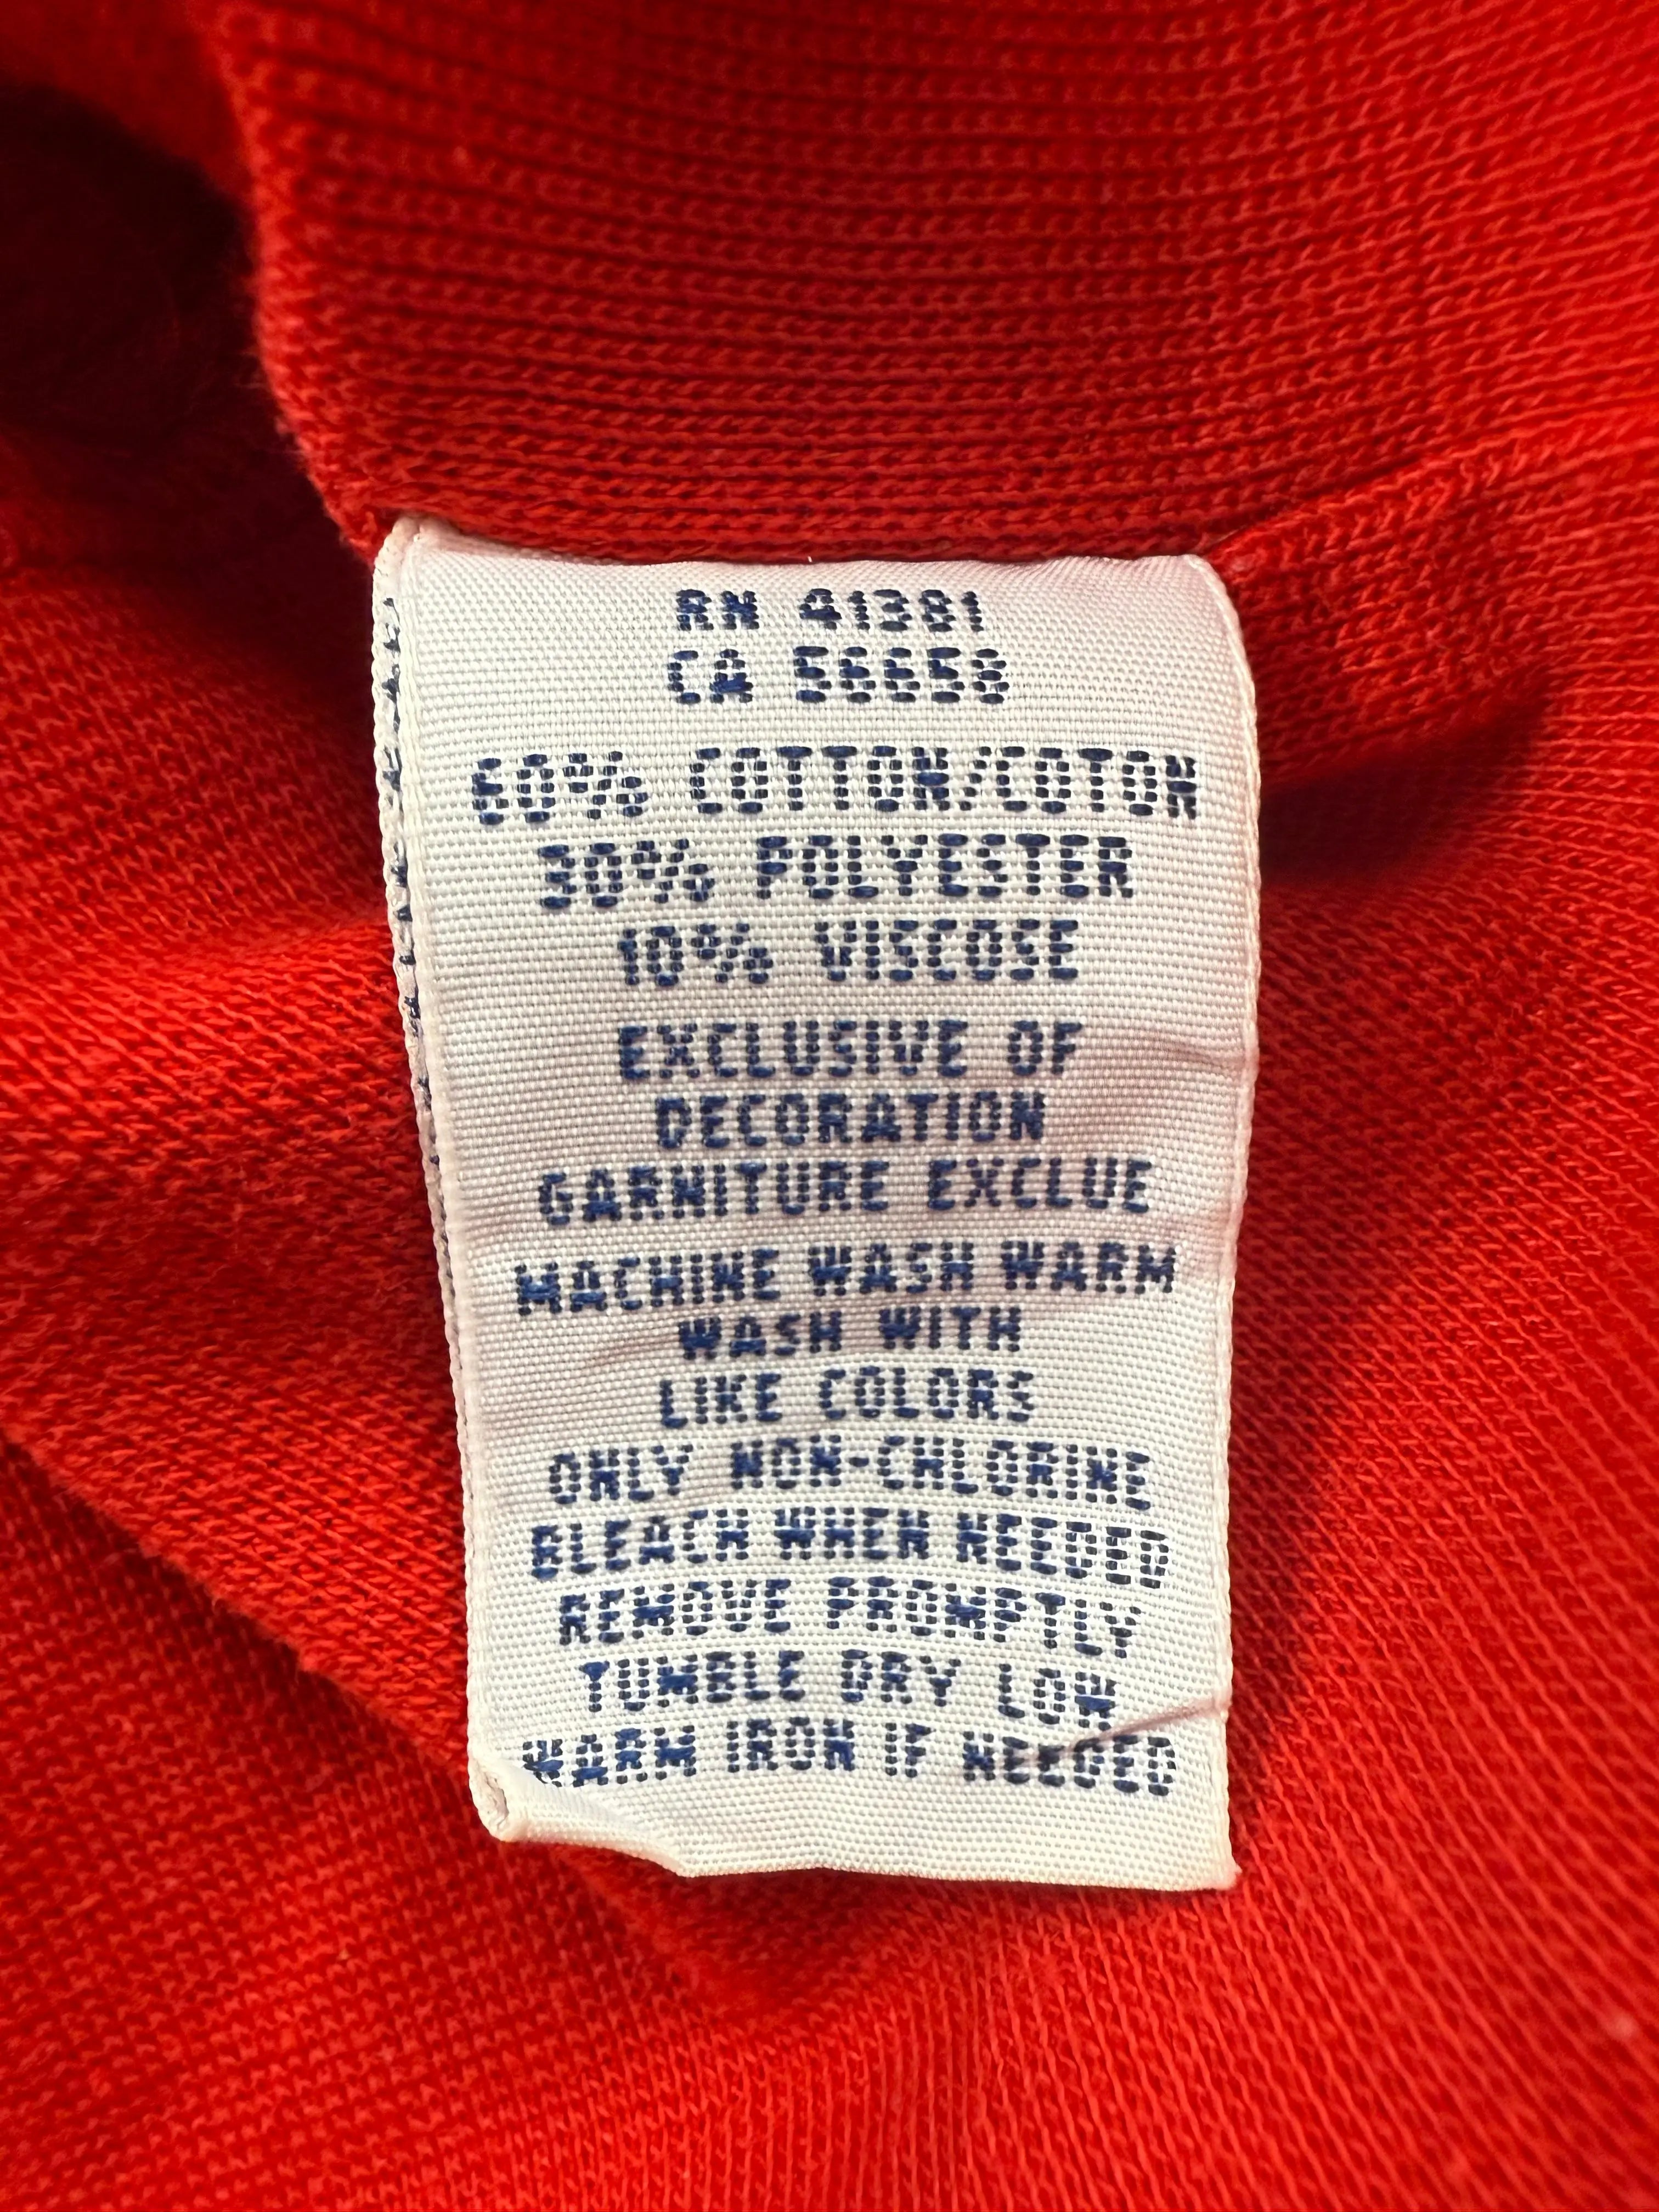 RN 41381
CA 56658
60% COTTON/COTON
30% POLYESTER
10% VISCOSE
EXCLUSIVE OF
DECORATION
GARNITURE EXCLUE
MACHINE WASH WARM
WASH WITH
LIKE COLORS
ONLY NON-CHLORINE
BLEACH WHEN NEEDED
REMOVE PROMPTLY
TUMBLE DRY LOW
WARM IRON IF NEEDED